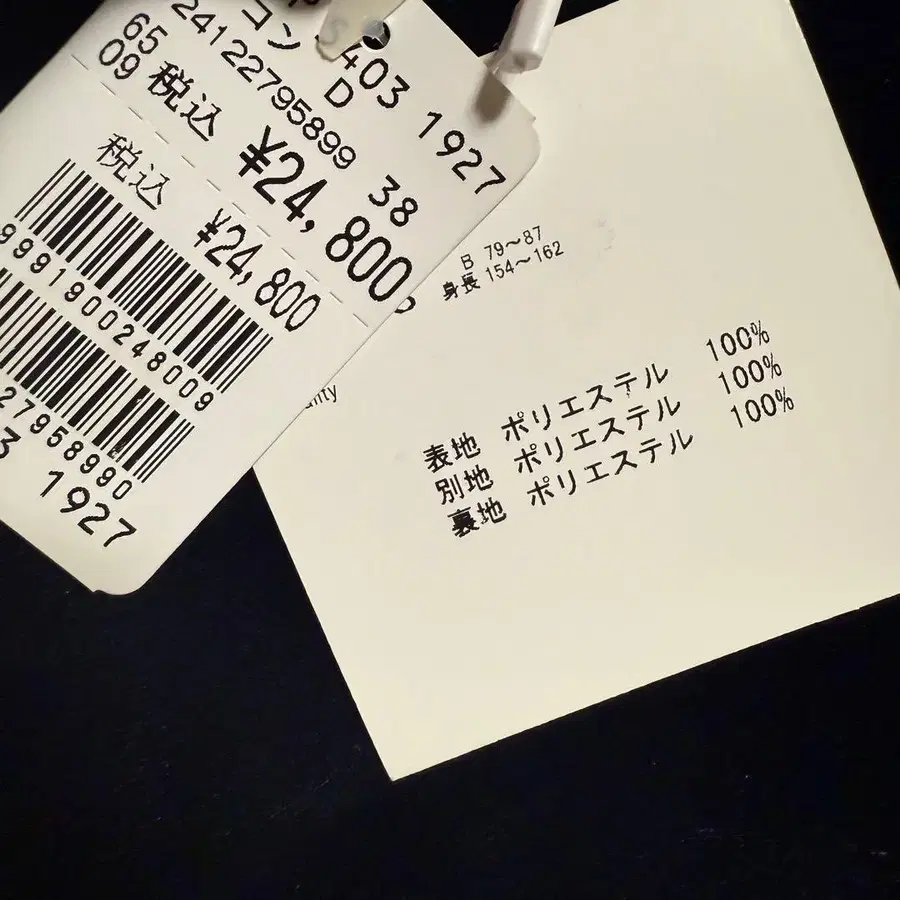 コン 1403 1927
D
24122795899 38
65
09 税込 ¥24,800
税込 ¥24,800
9991900248009
27958990
3 1927
B 79～87
身長 154～162
表地 ポリエステル 100%
別地 ポリエステル 100%
裏地 ポリエステル 100%